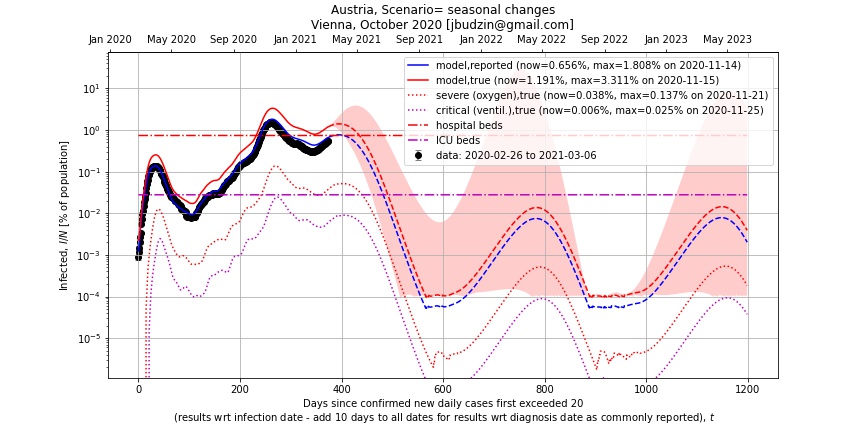 Austria, Scenario= seasonal changes
Vienna, October 2020 [jbudzin@gmail.com]
Jan 2020 May 2020 Sep 2020 Jan 2021 May 2021 Sep 2021 Jan 2022 May 2022 Sep 2022 Jan 2023 May 2023
model,reported (now=0.656%, max=1.808% on 2020-11-14)
model,true (now=1.191%, max=3.311% on 2020-11-15)
severe (oxygen),true (now=0.038%, max=0.137% on 2020-11-21)
critical (ventil.),true (now=0.006%, max=0.025% on 2020-11-25)
hospital beds
ICU beds
data: 2020-02-26 to 2021-03-06
Infected, I/N [% of population]
10¹
10⁰
10⁻¹
10⁻²
10⁻³
10⁻⁴
10⁻⁵
0 200 400 600 800 1000 1200
Days since confirmed new daily cases first exceeded 20
(results wrt infection date - add 10 days to all dates for results wrt diagnosis date as commonly reported), t